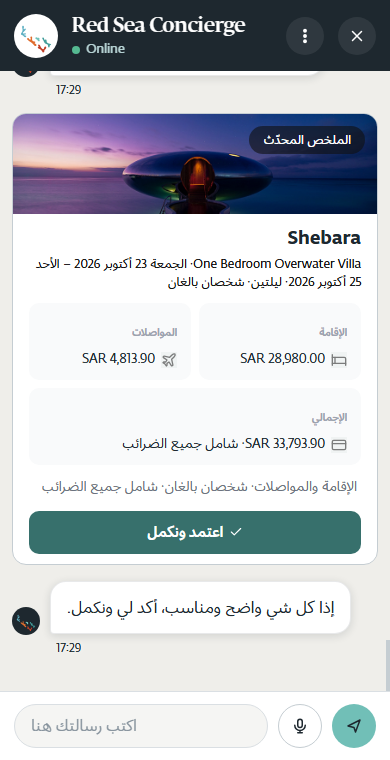 Red Sea Concierge
Online
17:29
الملخص المحدّث
Shebara
One Bedroom Overwater Villa· الجمعة 23 أكتوبر 2026 – الأحد
25 أكتوبر 2026· ليلتين· شخصان بالغان
الإقامة
SAR 28,980.00
المواصلات
SAR 4,813.90
الإجمالي
SAR 33,793.90· شامل جميع الضرائب
الإقامة والمواصلات· شخصان بالغان· شامل جميع الضرائب
اعتمد ونكمل
إذا كل شي واضح ومناسب، أكد لي ونكمل.
17:29
اكتب رسالتك هنا